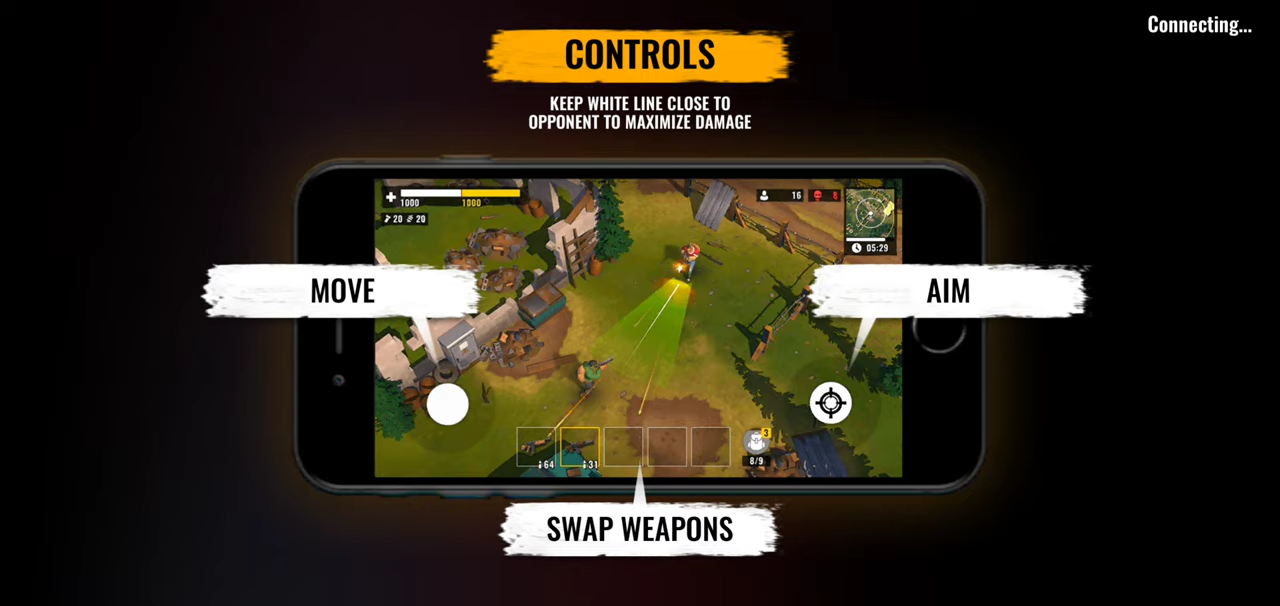 Connecting...
CONTROLS
KEEP WHITE LINE CLOSE TO
OPPONENT TO MAXIMIZE DAMAGE
1000 1000
20 20
16 8
05:29
MOVE
AIM
64 31
3
8/9
SWAP WEAPONS